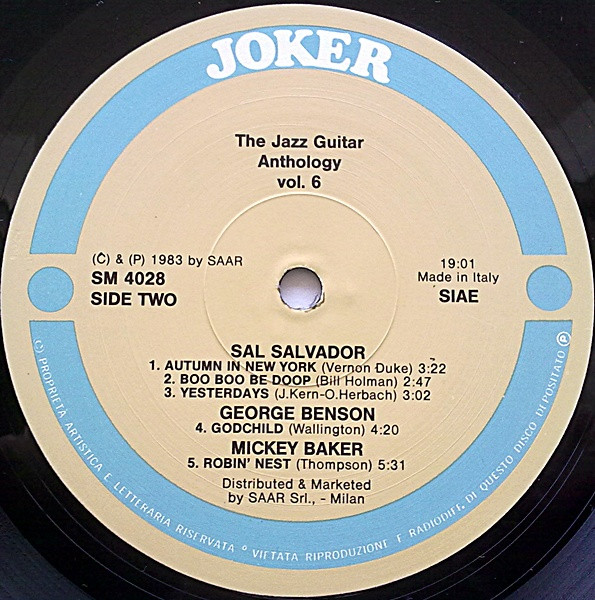 JOKER
The Jazz Guitar
Anthology
vol. 6
(C) & (P) 1983 by SAAR
SM 4028
SIDE TWO
19:01
Made in Italy
SIAE
SAL SALVADOR
1. AUTUMN IN NEW YORK (Vernon Duke) 3:22
2. BOO BOO BE DOOP (Bill Holman) 2:47
3. YESTERDAYS (J.Kern-O.Herbach) 3:02
GEORGE BENSON
4. GODCHILD (Wallington) 4:20
MICKEY BAKER
5. ROBIN' NEST (Thompson) 5:31
Distributed & Marketed
by SAAR Srl., - Milan
(C) PROPRIETA ARTISTICA E LETTERARIA RISERVATA ° VIETATA RIPRODUZIONE E RADIODIFF. DI QUESTO DISCO DEPOSITATO (P)